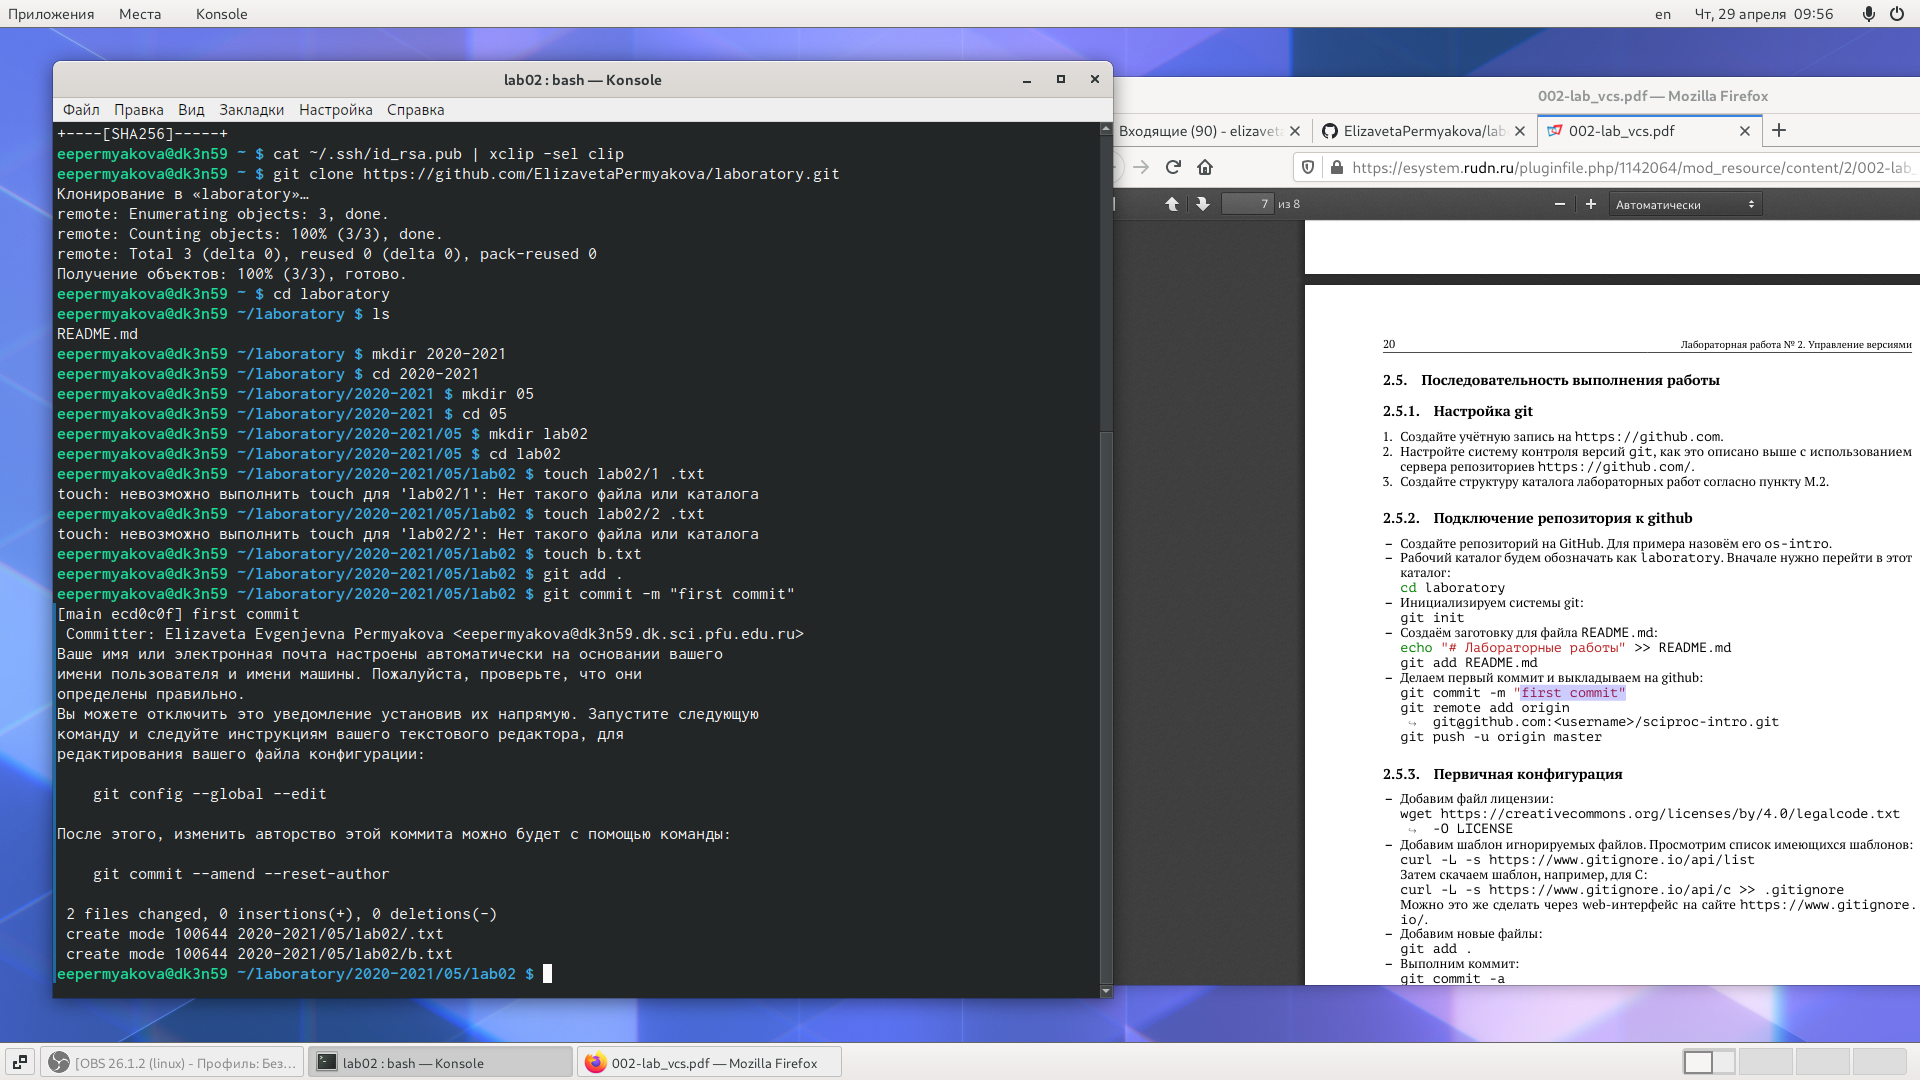 Приложения Места Konsole en Чт, 29 апреля 09:56
lab02 : bash — Konsole
Файл Правка Вид Закладки Настройка Справка
+----[SHA256]-----+
eepermyakova@dk3n59 ~ $ cat ~/.ssh/id_rsa.pub | xclip -sel clip
eepermyakova@dk3n59 ~ $ git clone https://github.com/ElizavetaPermyakova/laboratory.git
Клонирование в «laboratory»…
remote: Enumerating objects: 3, done.
remote: Counting objects: 100% (3/3), done.
remote: Total 3 (delta 0), reused 0 (delta 0), pack-reused 0
Получение объектов: 100% (3/3), готово.
eepermyakova@dk3n59 ~ $ cd laboratory
eepermyakova@dk3n59 ~/laboratory $ ls
README.md
eepermyakova@dk3n59 ~/laboratory $ mkdir 2020-2021
eepermyakova@dk3n59 ~/laboratory $ cd 2020-2021
eepermyakova@dk3n59 ~/laboratory/2020-2021 $ mkdir 05
eepermyakova@dk3n59 ~/laboratory/2020-2021 $ cd 05
eepermyakova@dk3n59 ~/laboratory/2020-2021/05 $ mkdir lab02
eepermyakova@dk3n59 ~/laboratory/2020-2021/05 $ cd lab02
eepermyakova@dk3n59 ~/laboratory/2020-2021/05/lab02 $ touch lab02/1 .txt
touch: невозможно выполнить touch для 'lab02/1': Нет такого файла или каталога
eepermyakova@dk3n59 ~/laboratory/2020-2021/05/lab02 $ touch lab02/2 .txt
touch: невозможно выполнить touch для 'lab02/2': Нет такого файла или каталога
eepermyakova@dk3n59 ~/laboratory/2020-2021/05/lab02 $ touch b.txt
eepermyakova@dk3n59 ~/laboratory/2020-2021/05/lab02 $ git add .
eepermyakova@dk3n59 ~/laboratory/2020-2021/05/lab02 $ git commit -m "first commit"
[main ecd0c0f] first commit
Committer: Elizaveta Evgenjevna Permyakova <eepermyakova@dk3n59.dk.sci.pfu.edu.ru>
Ваше имя или электронная почта настроены автоматически на основании вашего
имени пользователя и имени машины. Пожалуйста, проверьте, что они
определены правильно.
Вы можете отключить это уведомление установив их напрямую. Запустите следующую
команду и следуйте инструкциям вашего текстового редактора, для
редактирования вашего файла конфигурации:
git config --global --edit
После этого, изменить авторство этой коммита можно будет с помощью команды:
git commit --amend --reset-author
2 files changed, 0 insertions(+), 0 deletions(-)
create mode 100644 2020-2021/05/lab02/.txt
create mode 100644 2020-2021/05/lab02/b.txt
eepermyakova@dk3n59 ~/laboratory/2020-2021/05/lab02 $
002-lab_vcs.pdf — Mozilla Firefox
Входящие (90) - elizaveta ElizavetaPermyakova/lab 002-lab_vcs.pdf
https://esystem.rudn.ru/pluginfile.php/1142064/mod_resource/content/2/002-lab_
7 из 8 Автоматически
20 Лабораторная работа № 2. Управление версиями
2.5. Последовательность выполнения работы
2.5.1. Настройка git
1. Создайте учётную запись на https://github.com.
2. Настройте систему контроля версий git, как это описано выше с использованием
сервера репозиториев https://github.com/.
3. Создайте структуру каталога лабораторных работ согласно пункту М.2.
2.5.2. Подключение репозитория к github
– Создайте репозиторий на GitHub. Для примера назовём его os-intro.
– Рабочий каталог будем обозначать как laboratory. Вначале нужно перейти в этот
каталог:
cd laboratory
– Инициализируем системы git:
git init
– Создаём заготовку для файла README.md:
echo "# Лабораторные работы" >> README.md
git add README.md
– Делаем первый коммит и выкладываем на github:
git commit -m "first commit"
git remote add origin
↪ git@github.com:<username>/sciproc-intro.git
git push -u origin master
2.5.3. Первичная конфигурация
– Добавим файл лицензии:
wget https://creativecommons.org/licenses/by/4.0/legalcode.txt
↪ -O LICENSE
– Добавим шаблон игнорируемых файлов. Просмотрим список имеющихся шаблонов:
curl -L -s https://www.gitignore.io/api/list
Затем скачаем шаблон, например, для C:
curl -L -s https://www.gitignore.io/api/c >> .gitignore
Можно это же сделать через web-интерфейс на сайте https://www.gitignore.
io/.
– Добавим новые файлы:
git add .
– Выполним коммит:
git commit -a
[OBS 26.1.2 (linux) - Профиль: Без… lab02 : bash — Konsole 002-lab_vcs.pdf — Mozilla Firefox